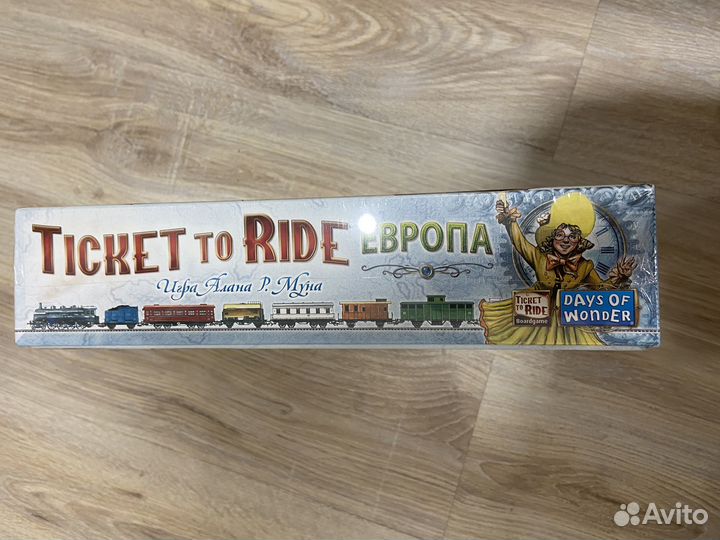 TICKET TO RIDE ЕВРОПА
Игра Алана Р. Муна
TICKET
TO RIDE
Boardgame
DAYS OF
WONDER
Avito